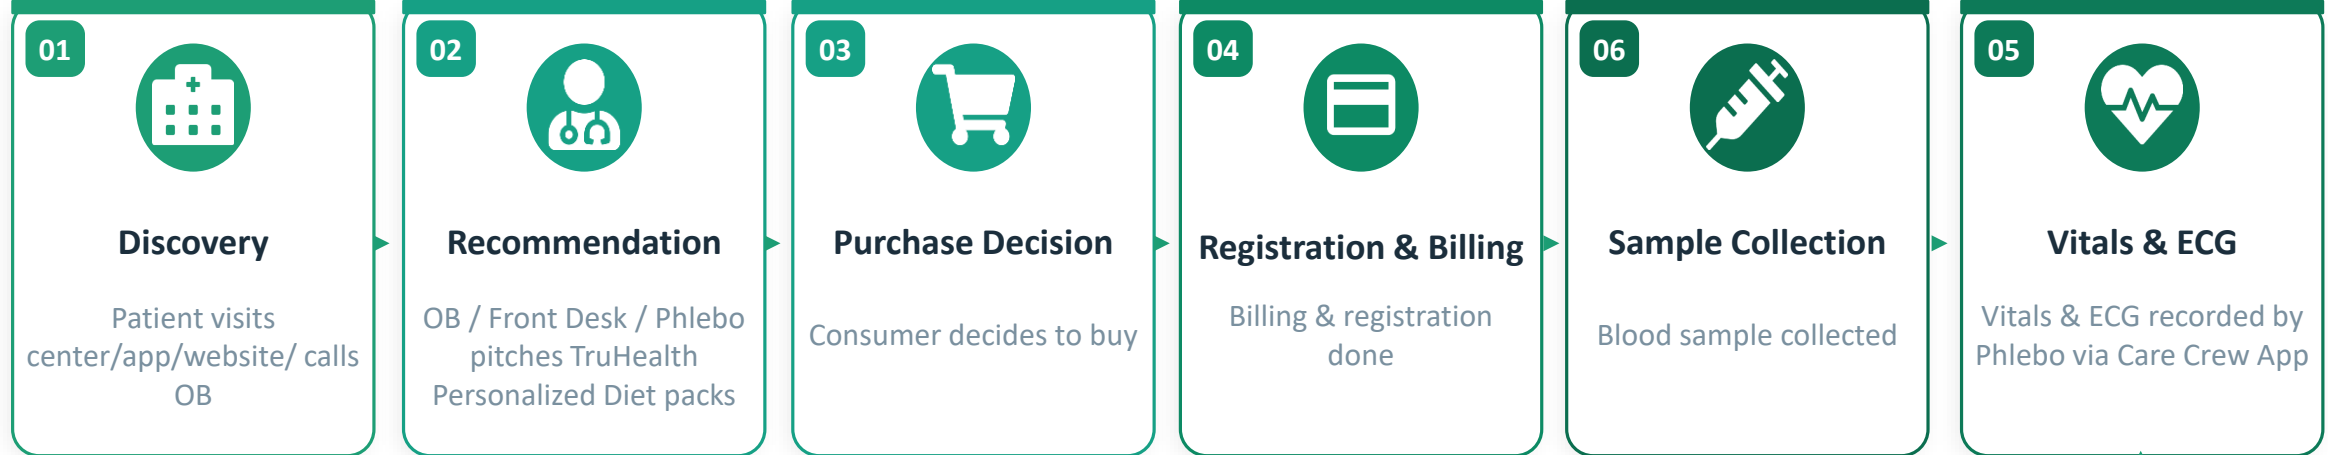 01
Discovery
Patient visits
center/app/website/ calls
OB
02
Recommendation
OB / Front Desk / Phlebo
pitches TruHealth
Personalized Diet packs
03
Purchase Decision
Consumer decides to buy
04
Registration & Billing
Billing & registration
done
06
Sample Collection
Blood sample collected
05
Vitals & ECG
Vitals & ECG recorded by
Phlebo via Care Crew App